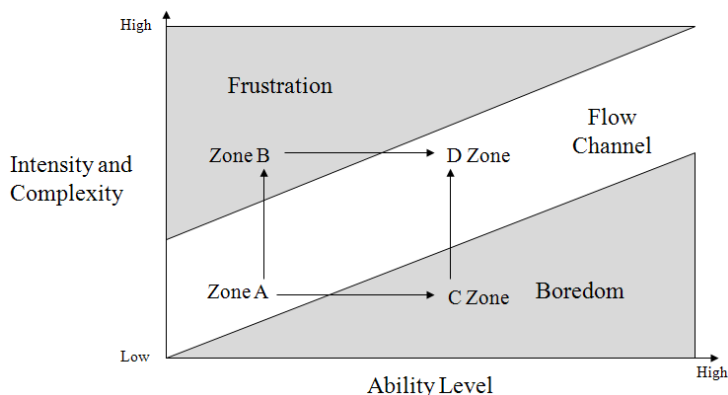 High
Frustration
Flow
Channel
Intensity and
Complexity
Zone B
D Zone
Zone A
C Zone
Boredom
Low
High
Ability Level